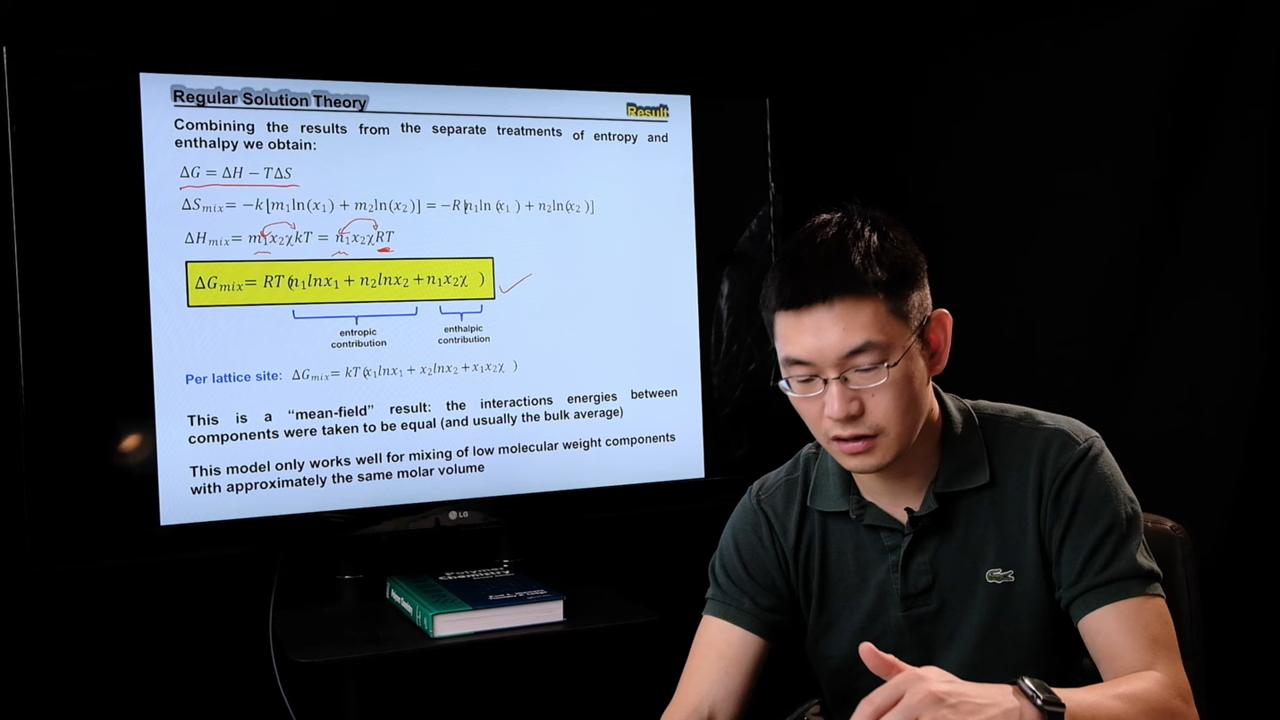 Regular Solution Theory
Result
Combining the results from the separate treatments of entropy and
enthalpy we obtain:
ΔG = ΔH − TΔS
ΔS_mix = −k[m₁ln(x₁) + m₂ln(x₂)] = −R[n₁ln (x₁ ) + n₂ln(x₂ )]
ΔH_mix = m₁x₂χkT = n₁x₂χRT
ΔG_mix = RT(n₁lnx₁ + n₂lnx₂ + n₁x₂χ )
entropic
contribution
enthalpic
contribution
Per lattice site: ΔG_mix = kT(x₁lnx₁ + x₂lnx₂ + x₁x₂χ )
This is a “mean-field” result: the interactions energies between
components were taken to be equal (and usually the bulk average)
This model only works well for mixing of low molecular weight components
with approximately the same molar volume
LG
Polymer
Chemistry